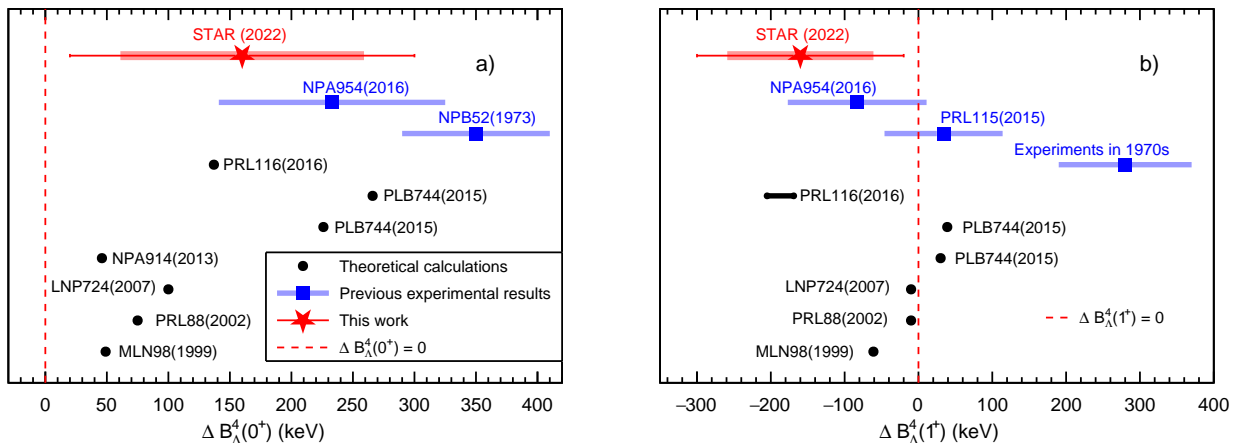 STAR (2022)
a)
NPA954(2016)
NPB52(1973)
PRL116(2016)
PLB744(2015)
PLB744(2015)
NPA914(2013)
LNP724(2007)
PRL88(2002)
MLN98(1999)
Theoretical calculations
Previous experimental results
This work
Δ B⁴_Λ(0⁺) = 0
0 50 100 150 200 250 300 350 400
Δ B⁴_Λ(0⁺) (keV)
STAR (2022)
b)
NPA954(2016)
PRL115(2015)
Experiments in 1970s
PRL116(2016)
PLB744(2015)
PLB744(2015)
LNP724(2007)
PRL88(2002)
MLN98(1999)
Δ B⁴_Λ(1⁺) = 0
−300 −200 −100 0 100 200 300 400
Δ B⁴_Λ(1⁺) (keV)